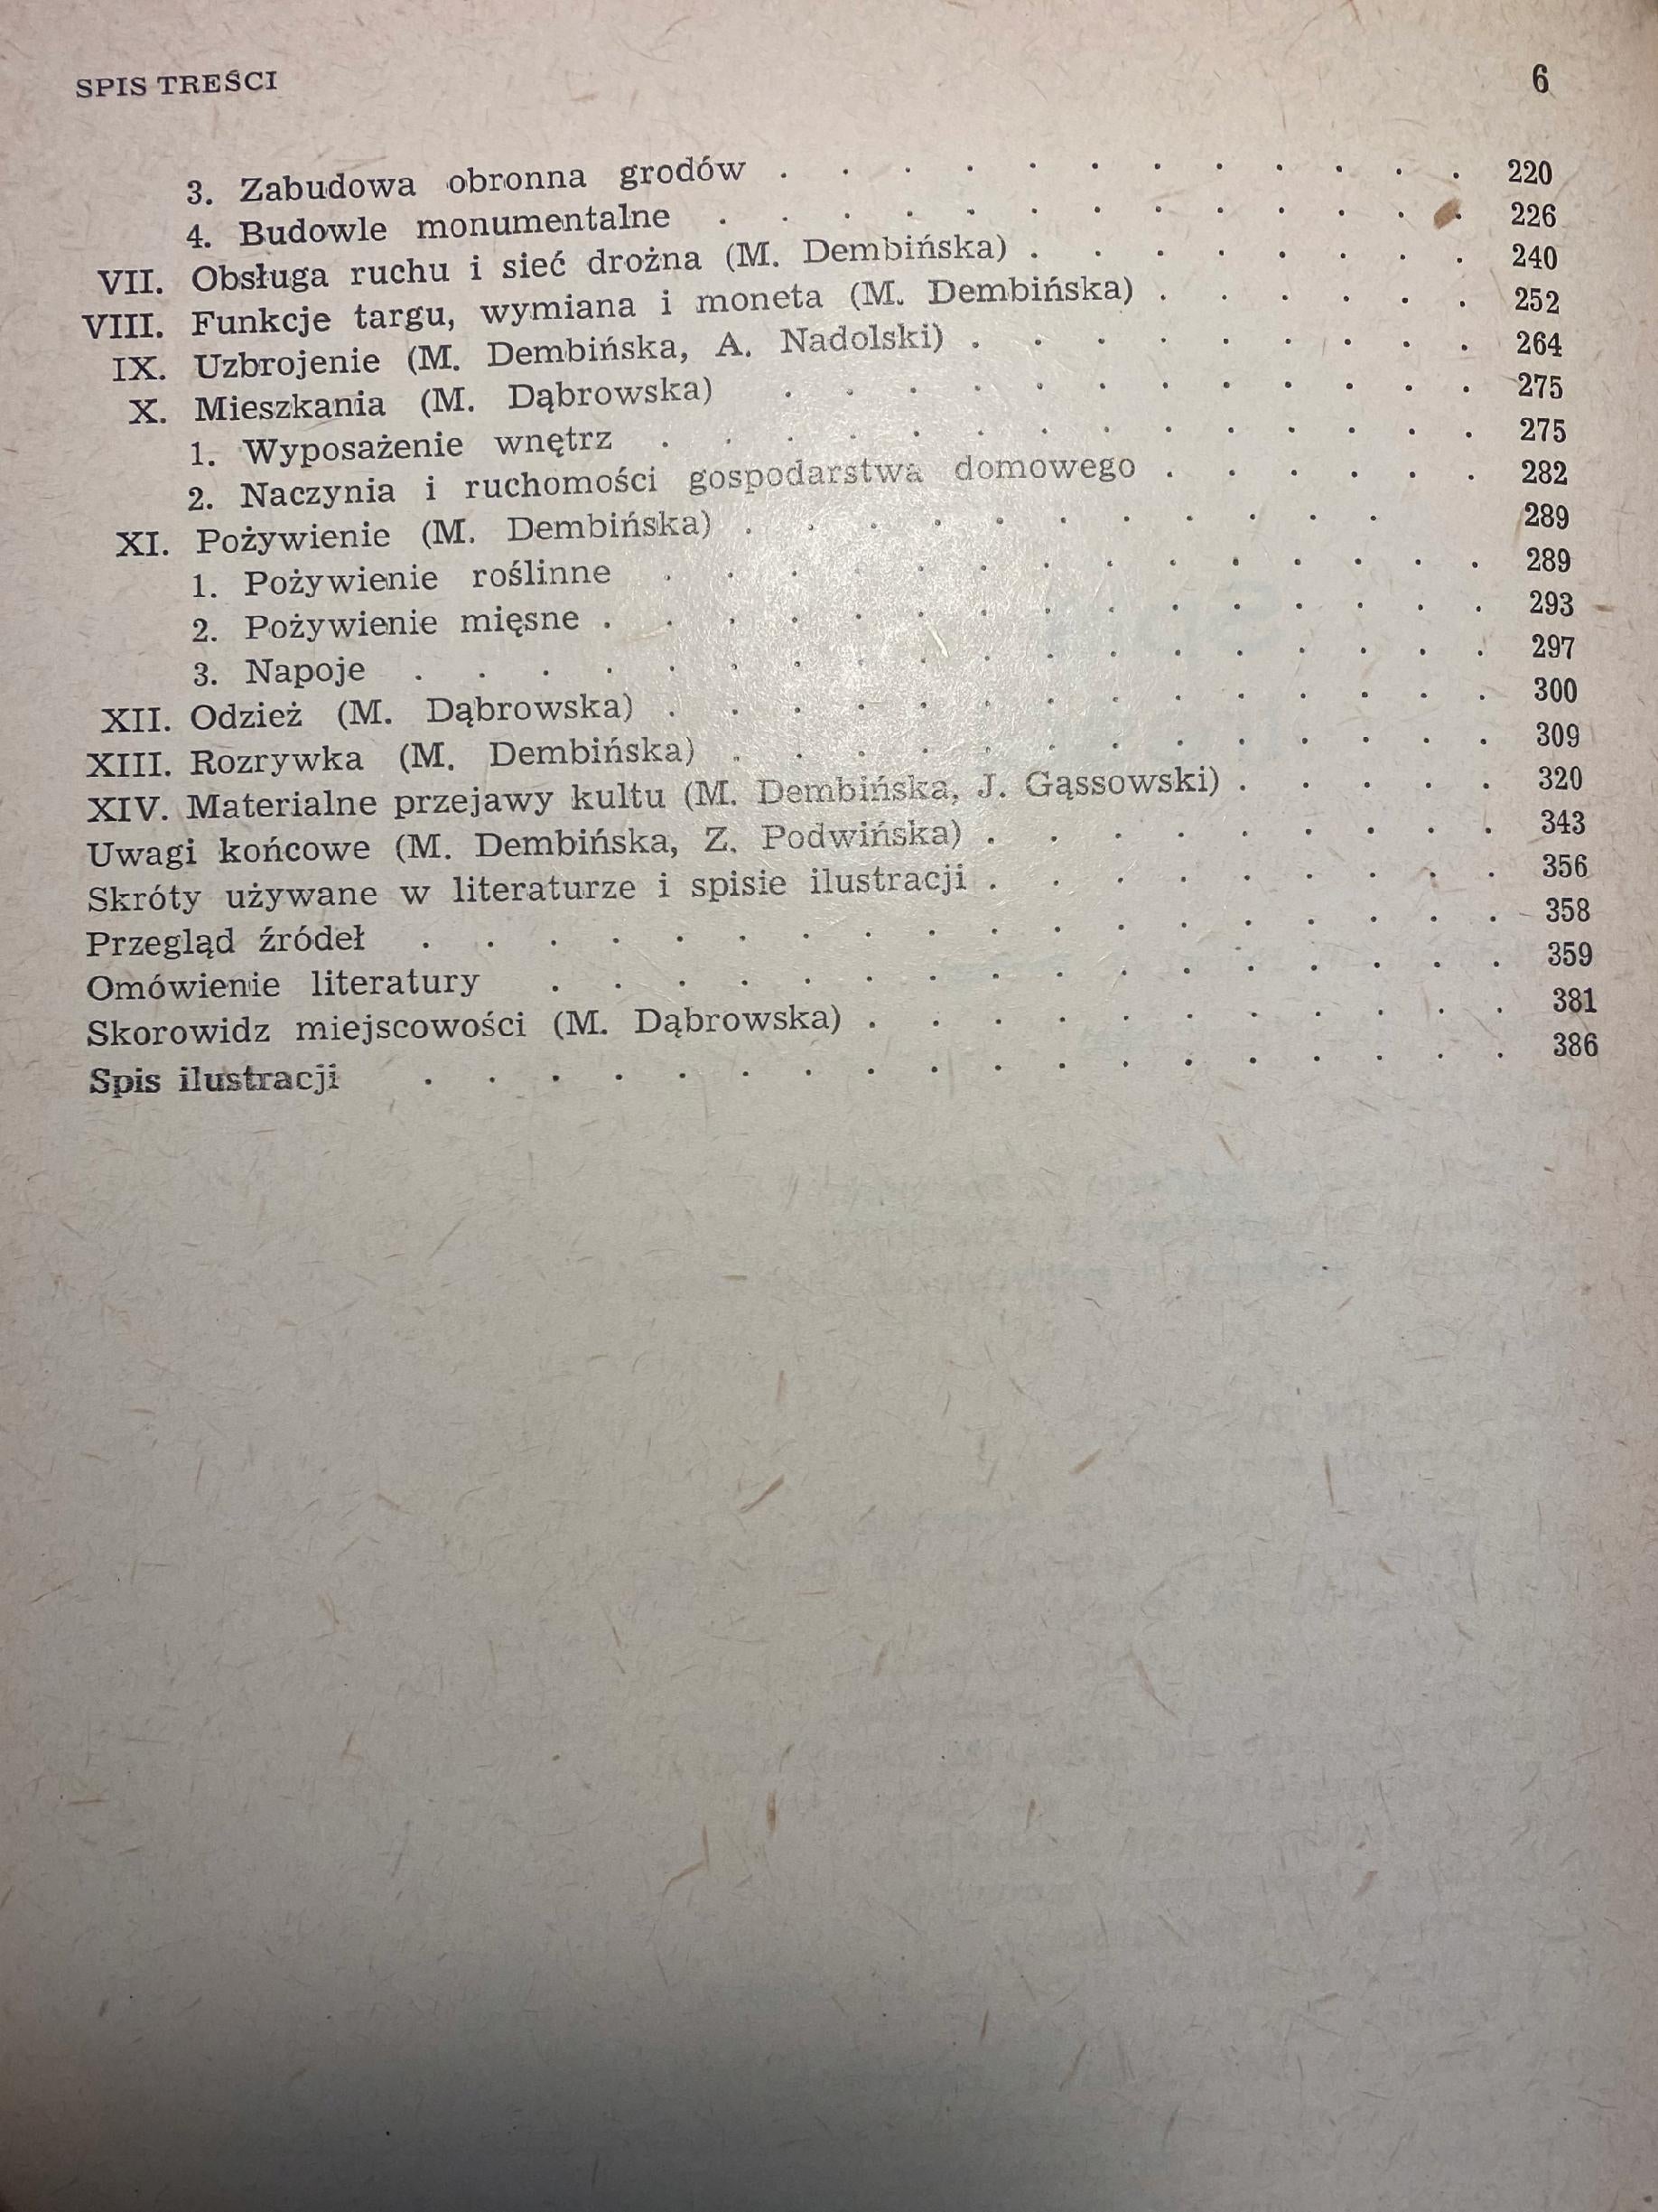 SPIS TREŚCI 6
3. Zabudowa obronna grodów . . . . . . . . . . . . 220
4. Budowle monumentalne . . . . . . . . . . . . . 226
VII. Obsługa ruchu i sieć drożna (M. Dembińska) . . . . . . . . 240
VIII. Funkcje targu, wymiana i moneta (M. Dembińska) . . . . . . 252
IX. Uzbrojenie (M. Dembińska, A. Nadolski) . . . . . . . . . 264
X. Mieszkania (M. Dąbrowska) . . . . . . . . . . . . 275
1. Wyposażenie wnętrz . . . . . . . . . . . . . . 275
2. Naczynia i ruchomości gospodarstwa domowego . . . . . . 282
XI. Pożywienie (M. Dembińska) . . . . . . . . . . . 289
1. Pożywienie roślinne . . . . . . . . . . . . . . 289
2. Pożywienie mięsne . . . . . . . . . . . . . . . 293
3. Napoje . . . . . . . . . . . . . . . . . . 297
XII. Odzież (M. Dąbrowska) . . . . . . . . . . . . . . 300
XIII. Rozrywka (M. Dembińska) . . . . . . . . . . . . . 309
XIV. Materialne przejawy kultu (M. Dembińska, J. Gąssowski) . . . . . 320
Uwagi końcowe (M. Dembińska, Z. Podwińska) . . . . . . . . . 343
Skróty używane w literaturze i spisie ilustracji . . . . . . . . . 356
Przegląd źródeł . . . . . . . . . . . . . . . . . . 358
Omówienie literatury . . . . . . . . . . . . . . . . 359
Skorowidz miejscowości (M. Dąbrowska) . . . . . . . . . . . 381
Spis ilustracji . . . . . . . . . . . . . . . . . . 386